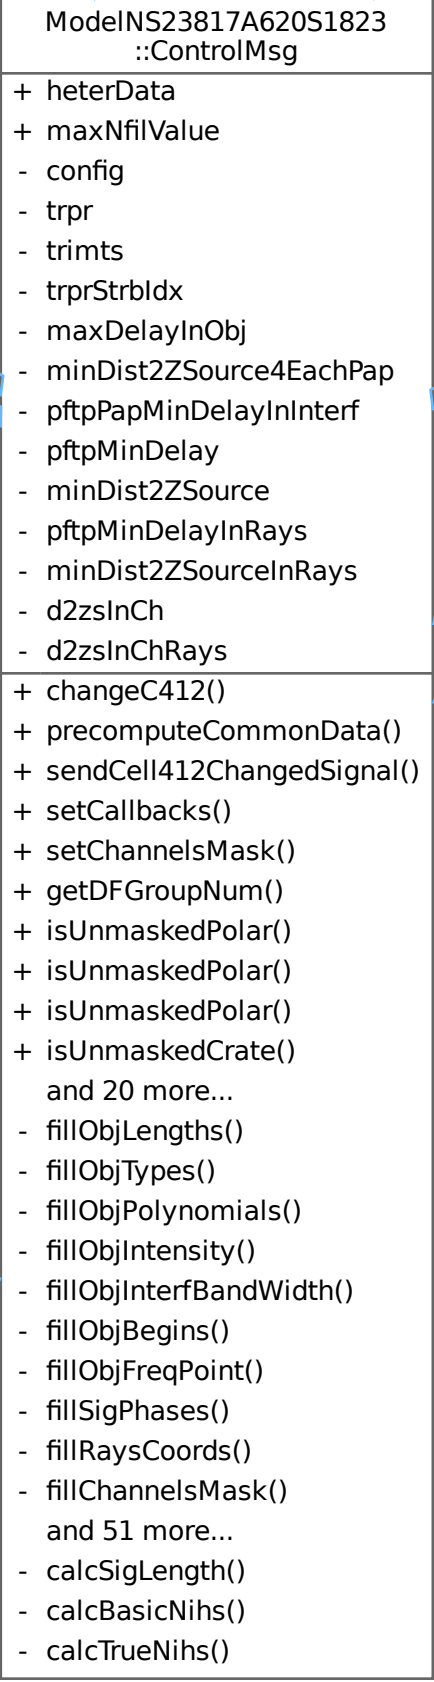 ModelNS23817A620S1823
::ControlMsg
+ heterData
+ maxNfilValue
- config
- trpr
- trimts
- trprStrbIdx
- maxDelayInObj
- minDist2ZSource4EachPap
- pftpPapMinDelayInInterf
- pftpMinDelay
- minDist2ZSource
- pftpMinDelayInRays
- minDist2ZSourceInRays
- d2zsInCh
- d2zsInChRays
+ changeC412()
+ precomputeCommonData()
+ sendCell412ChangedSignal()
+ setCallbacks()
+ setChannelsMask()
+ getDFGroupNum()
+ isUnmaskedPolar()
+ isUnmaskedPolar()
+ isUnmaskedPolar()
+ isUnmaskedCrate()
and 20 more...
- fillObjLengths()
- fillObjTypes()
- fillObjPolynomials()
- fillObjIntensity()
- fillObjInterfBandWidth()
- fillObjBegins()
- fillObjFreqPoint()
- fillSigPhases()
- fillRaysCoords()
- fillChannelsMask()
and 51 more...
- calcSigLength()
- calcBasicNihs()
- calcTrueNihs()